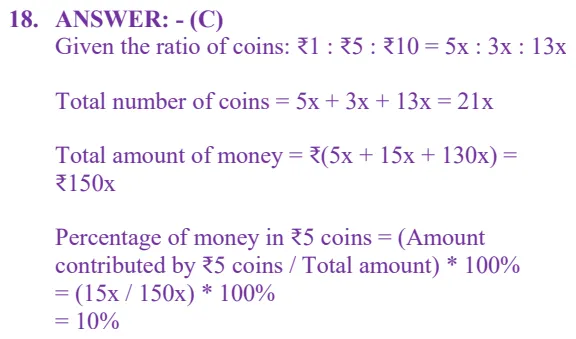 18. ANSWER: - (C)
Given the ratio of coins: ₹1 : ₹5 : ₹10 = 5x : 3x : 13x
Total number of coins = 5x + 3x + 13x = 21x
Total amount of money = ₹(5x + 15x + 130x) =
₹150x
Percentage of money in ₹5 coins = (Amount
contributed by ₹5 coins / Total amount) * 100%
= (15x / 150x) * 100%
= 10%